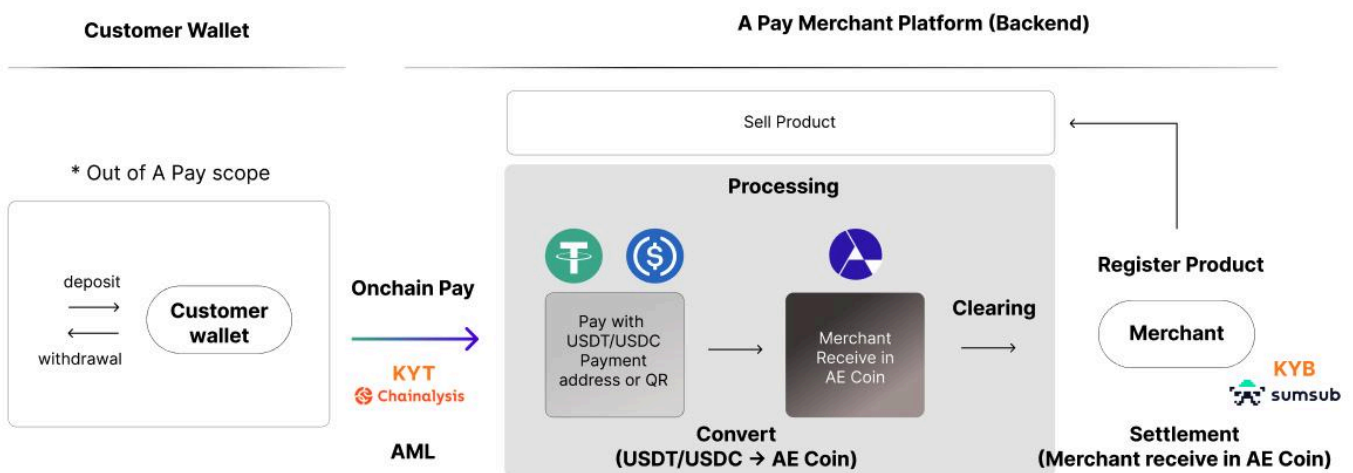 Customer Wallet
A Pay Merchant Platform (Backend)
Sell Product
* Out of A Pay scope
Processing
deposit
Customer
wallet
withdrawal
Onchain Pay
KYT
Chainalysis
AML
Pay with
USDT/USDC
Payment
address or QR
Merchant
Receive in
AE Coin
Convert
(USDT/USDC → AE Coin)
Clearing
Register Product
Merchant
KYB
sumsub
Settlement
(Merchant receive in AE Coin)